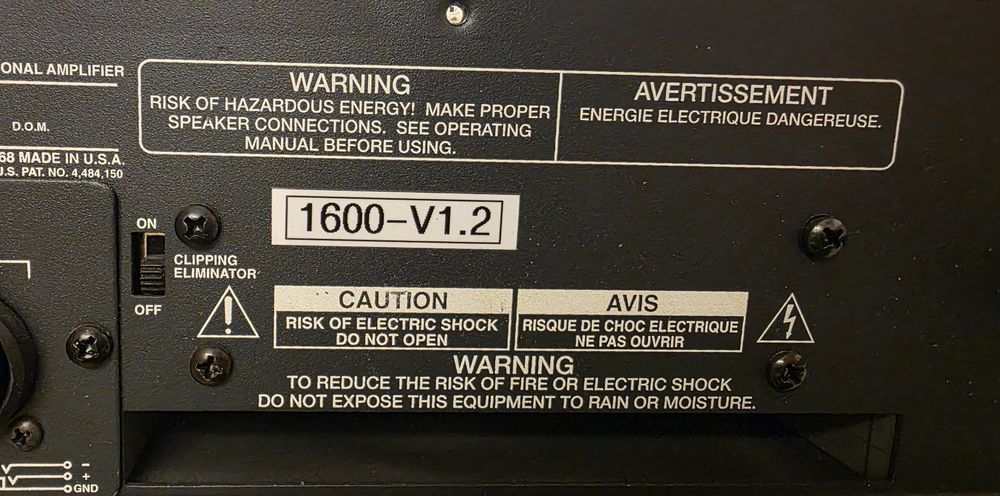 ONAL AMPLIFIER
D.O.M.
68 MADE IN U.S.A.
U.S. PAT. NO. 4,484,150
WARNING
RISK OF HAZARDOUS ENERGY! MAKE PROPER
SPEAKER CONNECTIONS. SEE OPERATING
MANUAL BEFORE USING.
AVERTISSEMENT
ENERGIE ELECTRIQUE DANGEREUSE.
1600-V1.2
ON
CLIPPING
ELIMINATOR
OFF
CAUTION
RISK OF ELECTRIC SHOCK
DO NOT OPEN
AVIS
RISQUE DE CHOC ELECTRIQUE
NE PAS OUVRIR
WARNING
TO REDUCE THE RISK OF FIRE OR ELECTRIC SHOCK
DO NOT EXPOSE THIS EQUIPMENT TO RAIN OR MOISTURE.
-
+
GND